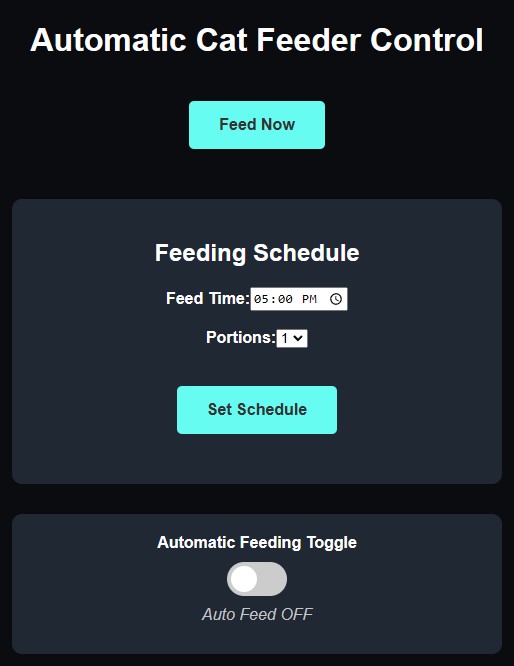 Automatic Cat Feeder Control
Feed Now
Feeding Schedule
Feed Time: 05:00 PM
Portions: 1
Set Schedule
Automatic Feeding Toggle
Auto Feed OFF